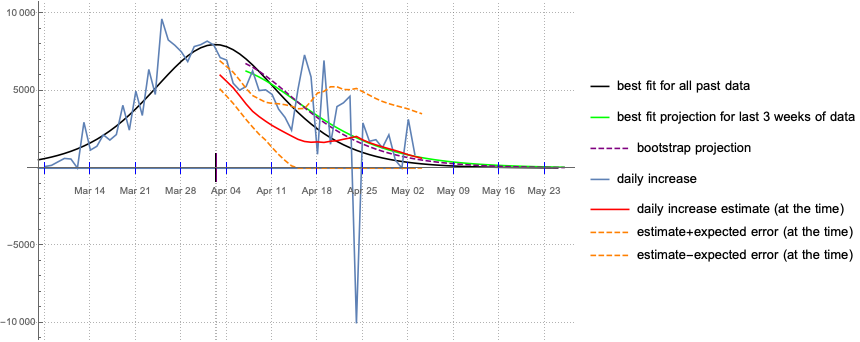 10 000
5000
−5000
−10 000
Mar 14 Mar 21 Mar 28 Apr 04 Apr 11 Apr 18 Apr 25 May 02 May 09 May 16 May 23
best fit for all past data
best fit projection for last 3 weeks of data
bootstrap projection
daily increase
daily increase estimate (at the time)
estimate+expected error (at the time)
estimate−expected error (at the time)